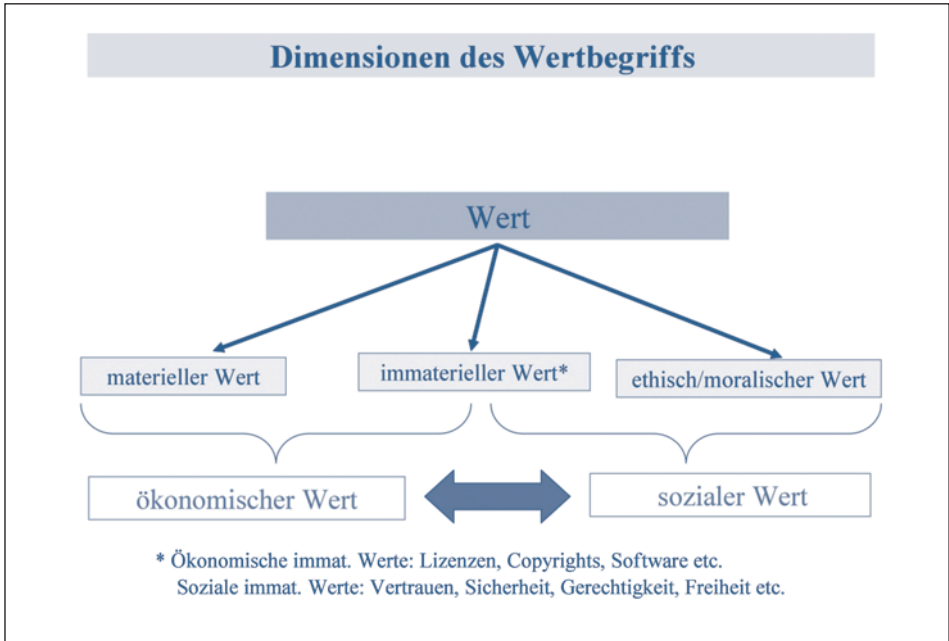 Dimensionen des Wertbegriffs
Wert
materieller Wert
immaterieller Wert*
ethisch/moralischer Wert
ökonomischer Wert
sozialer Wert
* Ökonomische immat. Werte: Lizenzen, Copyrights, Software etc.
Soziale immat. Werte: Vertrauen, Sicherheit, Gerechtigkeit, Freiheit etc.